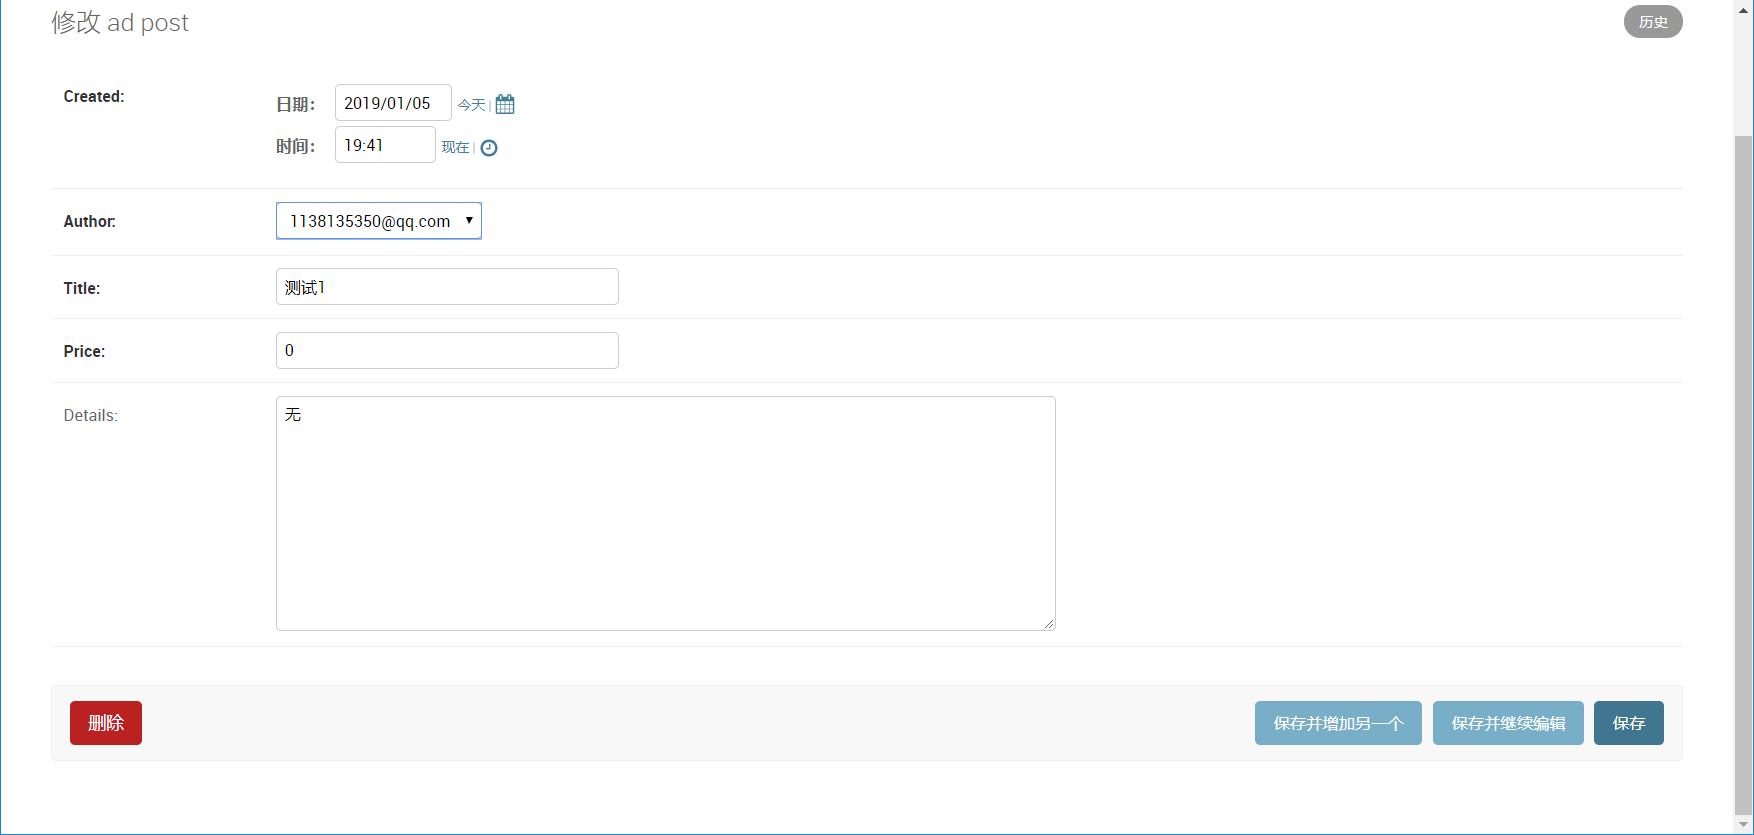 修改 ad post
历史
Created:
日期： 2019/01/05 今天 |
时间： 19:41 现在 |
Author: 1138135350@qq.com
Title: 测试1
Price: 0
Details: 无
删除 保存并增加另一个 保存并继续编辑 保存